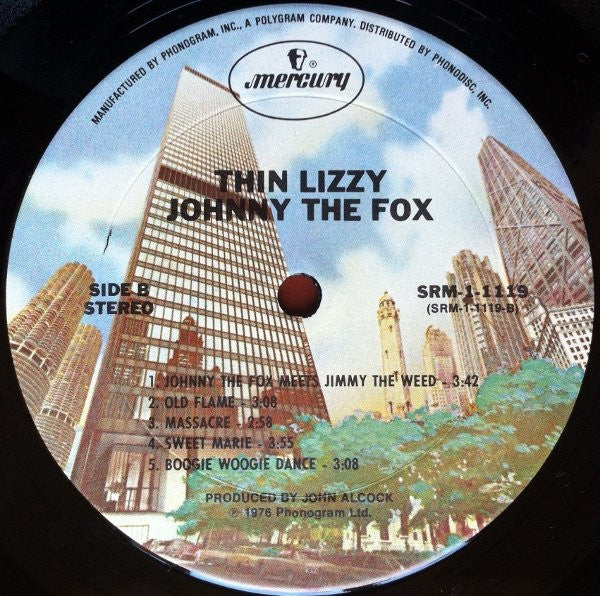 MANUFACTURED BY PHONOGRAM, INC., A POLYGRAM COMPANY. DISTRIBUTED BY PHONODISC, INC.
®
mercury
THIN LIZZY
JOHNNY THE FOX
SIDE B
STEREO
SRM-1-1119
(SRM-1-1119-B)
1. JOHNNY THE FOX MEETS JIMMY THE WEED - 3:42
2. OLD FLAME - 3:08
3. MASSACRE - 2:58
4. SWEET MARIE - 3:55
5. BOOGIE WOOGIE DANCE - 3:08
PRODUCED BY JOHN ALCOCK
℗ 1976 Phonogram Ltd.